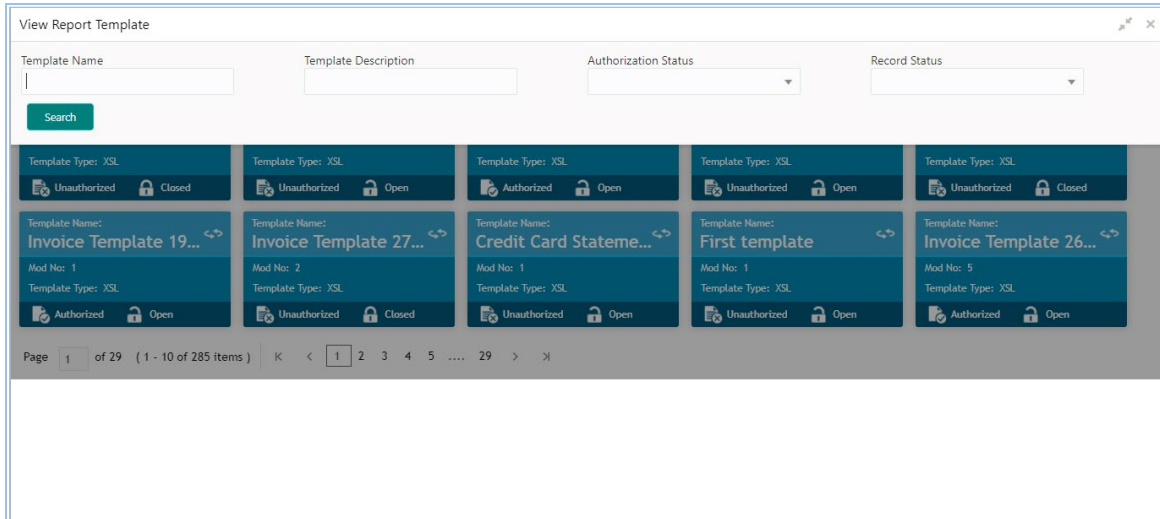 View Report Template
Template Name Template Description Authorization Status Record Status
Search
Template Type: XSL Template Type: XSL Template Type: XSL Template Type: XSL Template Type: XSL
Unauthorized Closed Unauthorized Open Authorized Open Unauthorized Open Unauthorized Closed
Template Name: Template Name: Template Name: Template Name: Template Name:
Invoice Template 19... Invoice Template 27... Credit Card Stateme... First template Invoice Template 26...
Mod No: 1 Mod No: 2 Mod No: 1 Mod No: 1 Mod No: 5
Template Type: XSL Template Type: XSL Template Type: XSL Template Type: XSL Template Type: XSL
Authorized Open Unauthorized Closed Unauthorized Open Unauthorized Open Authorized Open
Page 1 of 29 ( 1 - 10 of 285 items ) 1 2 3 4 5 .... 29